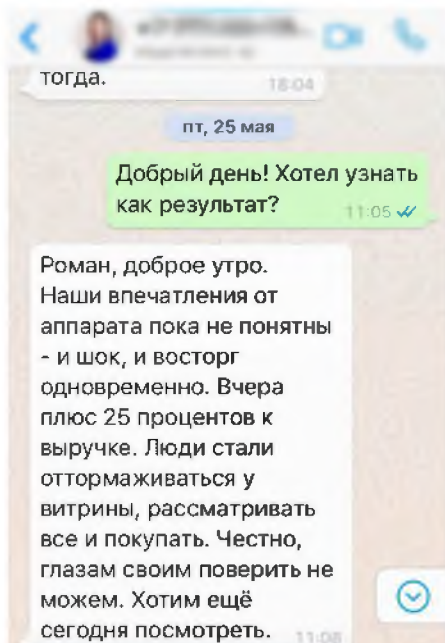 тогда.
18:04
пт, 25 мая
Добрый день! Хотел узнать
как результат?
11:05
Роман, доброе утро.
Наши впечатления от
аппарата пока не понятны
- и шок, и восторг
одновременно. Вчера
плюс 25 процентов к
выручке. Люди стали
оттормаживаться у
витрины, рассматривать
все и покупать. Честно,
глазам своим поверить не
можем. Хотим ещё
сегодня посмотреть.
11:08